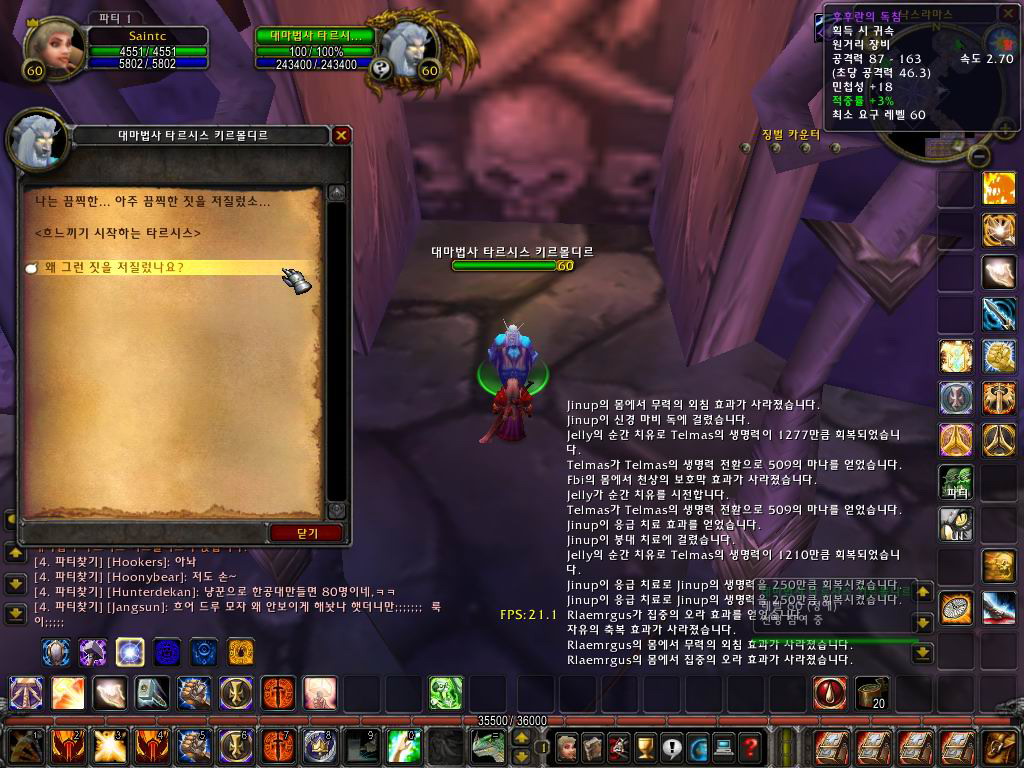 파티 1
Saintc
4551/4551
5802/5802
60
대마법사 타르시...
100/100%
243400/243400
60
후후란의 독침
획득 시 귀속
원거리 장비
공격력 87 - 163 속도 2.70
(초당 공격력 46.3)
민첩성 +18
적중률 +3%
최소 요구 레벨 60
낙스라마스
징벌 카운터
대마법사 타르시스 키르몰디르
나는 끔찍한... 아주 끔찍한 짓을 저질렀소...
<흐느끼기 시작하는 타르시스>
왜 그런 짓을 저질렀나요?
닫기
대마법사 타르시스 키르몰디르
60
Jinup의 몸에서 무력의 외침 효과가 사라졌습니다.
Jinup이 신경 마비 독에 걸렸습니다.
Jelly의 순간 치유로 Telmas의 생명력이 1277만큼 회복되었습니
다.
Telmas가 Telmas의 생명력 전환으로 509의 마나를 얻었습니다.
Fbi의 몸에서 천상의 보호막 효과가 사라졌습니다.
Jelly가 순간 치유를 시전합니다.
Telmas가 Telmas의 생명력 전환으로 509의 마나를 얻었습니다.
Jinup이 응급 치료 효과를 얻었습니다.
Jinup이 붕대 치료에 걸렸습니다.
Jelly의 순간 치유로 Telmas의 생명력이 1210만큼 회복되었습니
다.
Jinup이 응급 치료로 Jinup의 생명력을 250만큼 회복시켰습니다.
Jinup이 응급 치료로 Jinup의 생명력을 250만큼 회복시켰습니다.
Rlaemrgus가 집중의 오라 효과를 얻었습니다.
자유의 축복 효과가 사라졌습니다.
Rlaemrgus의 몸에서 무력의 외침 효과가 사라졌습니다.
Rlaemrgus의 몸에서 집중의 오라 효과가 사라졌습니다.
[4. 파티찾기] [Hookers]: 아놔
[4. 파티찾기] [Hoonybear]: 저도 손~
[4. 파티찾기] [Hunterdekan]: 냥꾼으로 한공대만들면 80명이네,ㅋㅋ
[4. 파티찾기] [Jangsun]: 흐어 드루 모자 왜 안보이게 해놨나 햇더니만;;;;;;; 룩
이;;;;;
FPS:21.1
파티
20
35500 / 36000
1 2 3 4 5 6 7 8 9 0 - =
1